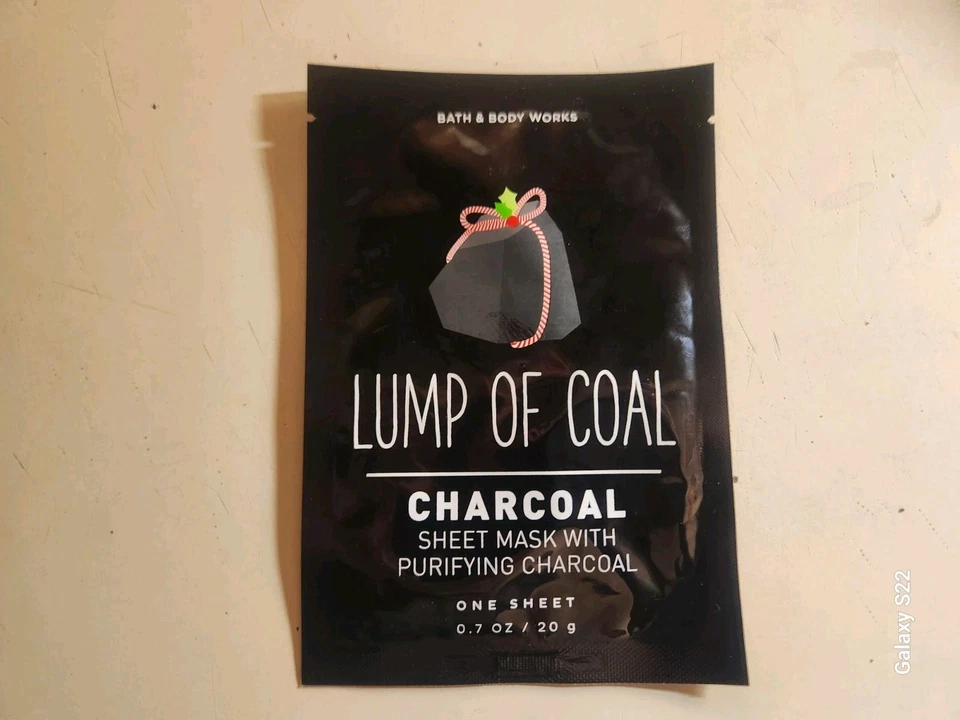 BATH & BODY WORKS
LUMP OF COAL
CHARCOAL
SHEET MASK WITH
PURIFYING CHARCOAL
ONE SHEET
0.7 OZ / 20 g
Galaxy S22